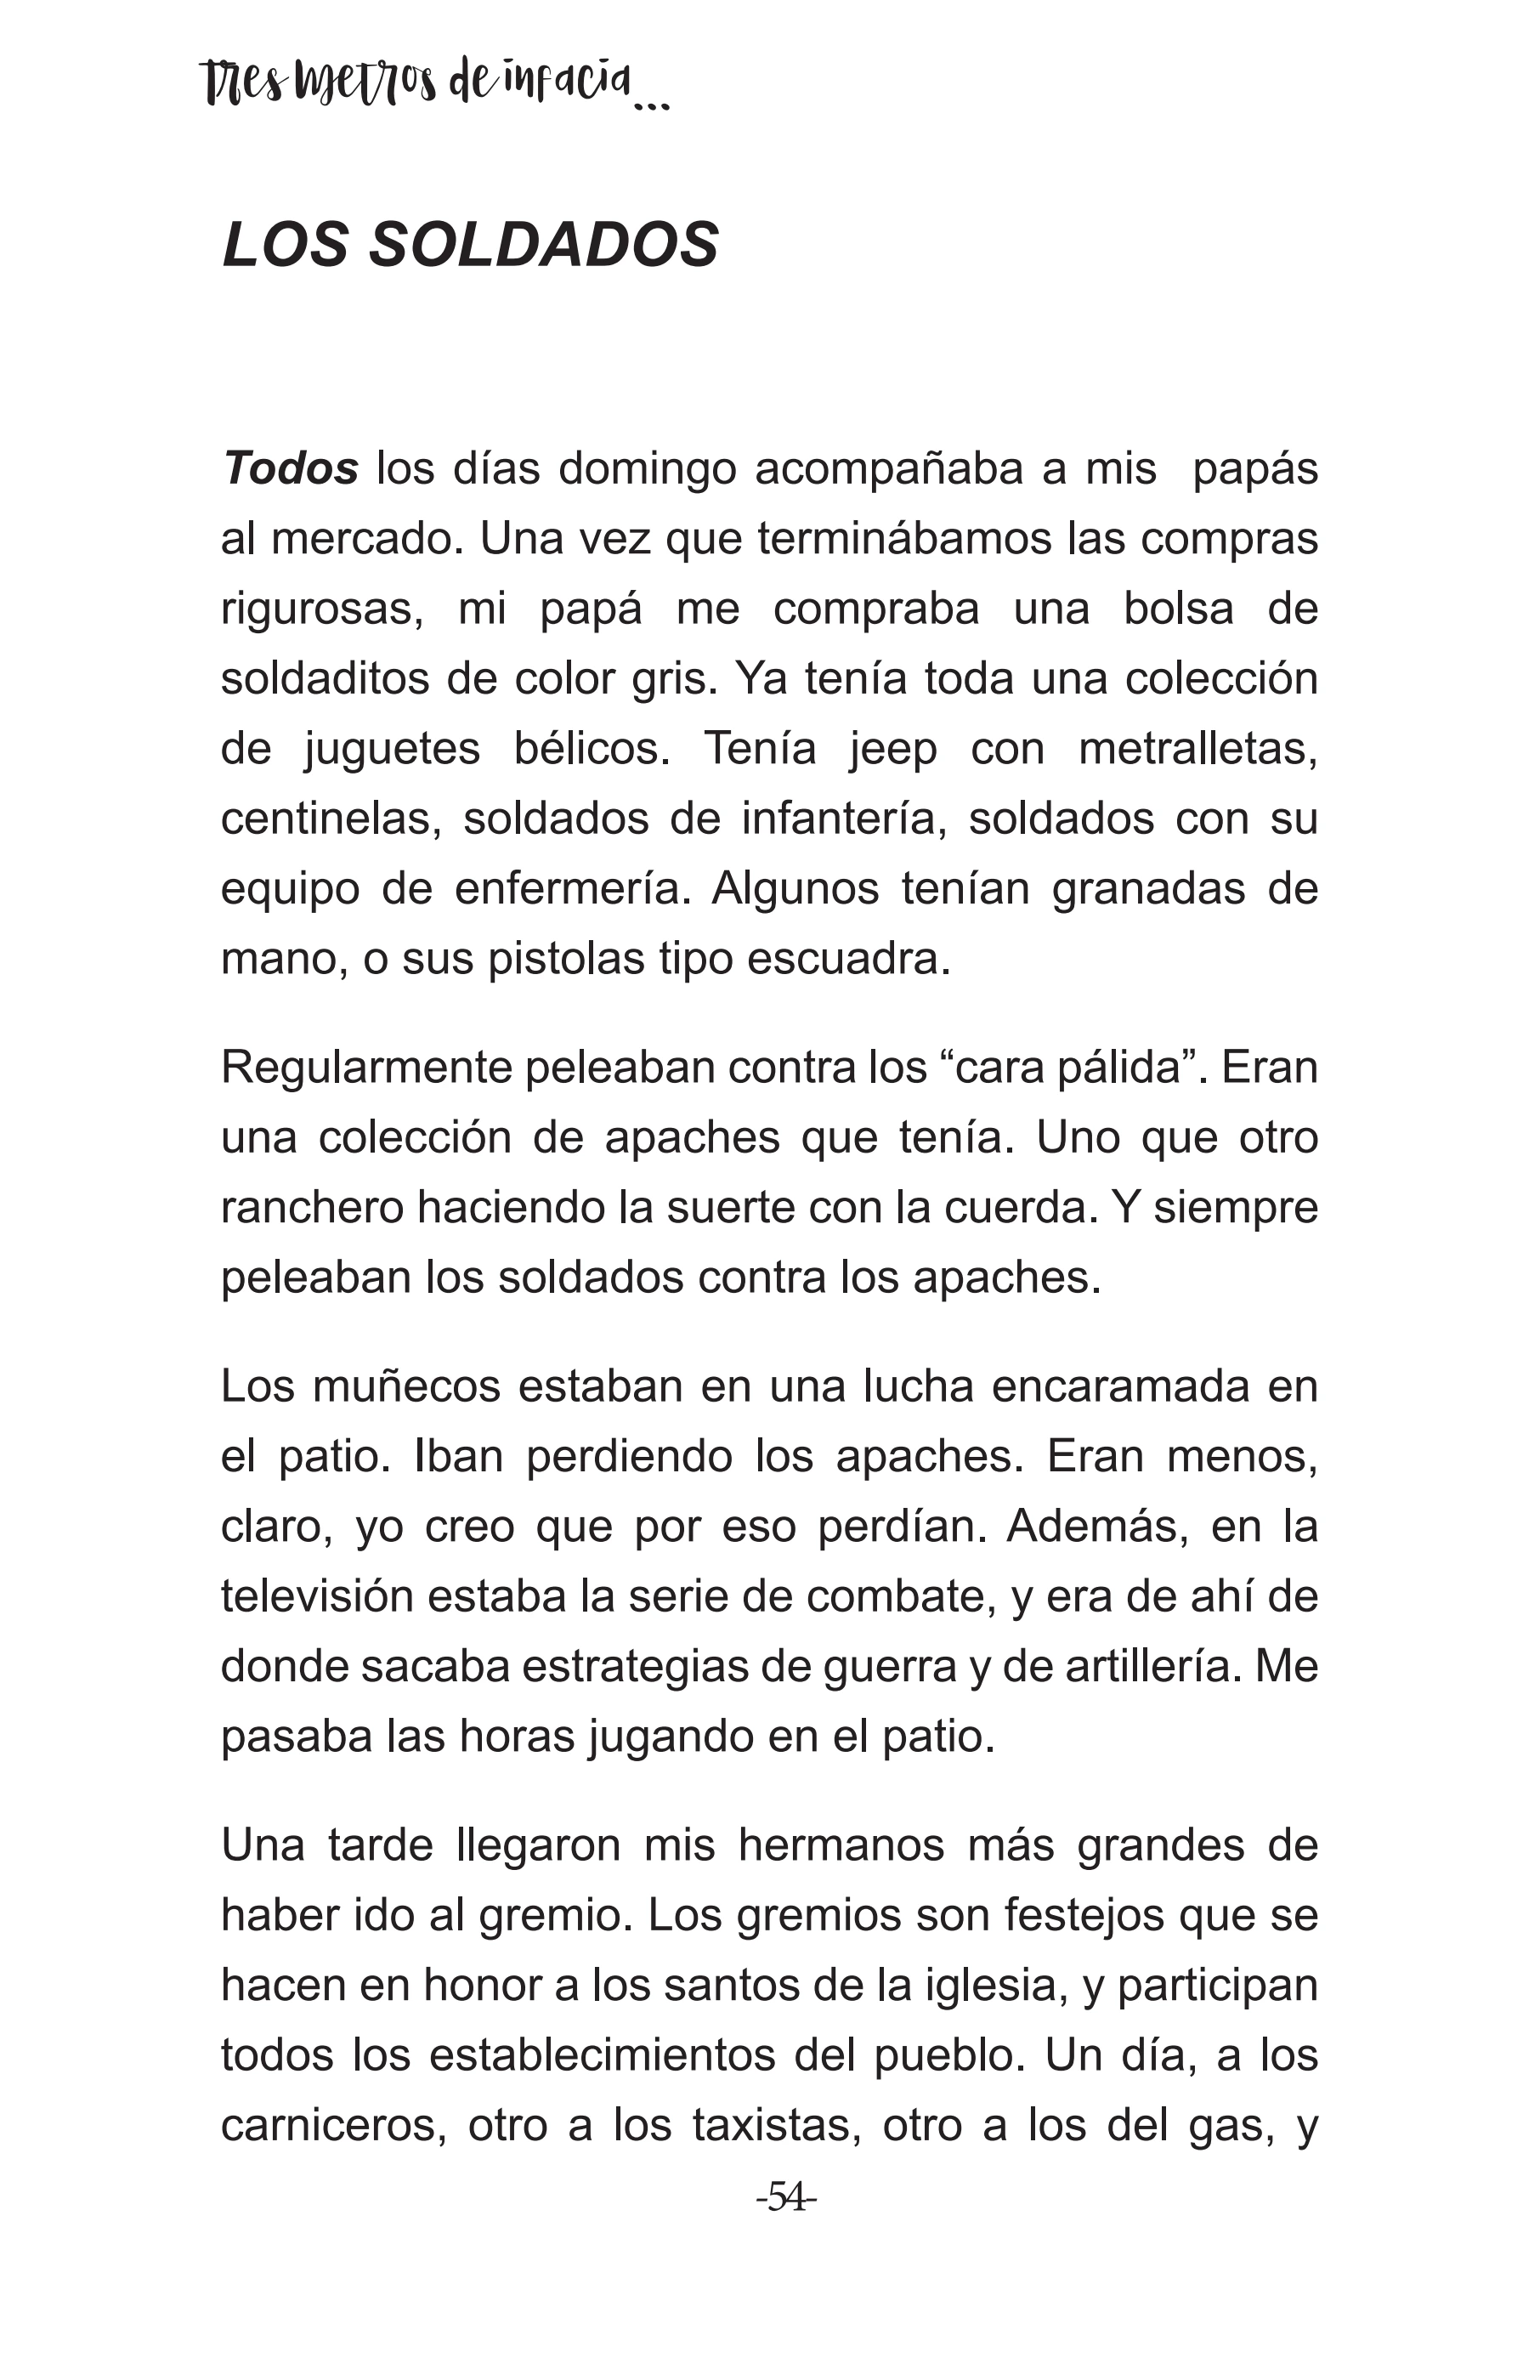 Tres metros de infacia...
LOS SOLDADOS
Todos los días domingo acompañaba a mis papás
al mercado. Una vez que terminábamos las compras
rigurosas, mi papá me compraba una bolsa de
soldaditos de color gris. Ya tenía toda una colección
de juguetes bélicos. Tenía jeep con metralletas,
centinelas, soldados de infantería, soldados con su
equipo de enfermería. Algunos tenían granadas de
mano, o sus pistolas tipo escuadra.
Regularmente peleaban contra los “cara pálida”. Eran
una colección de apaches que tenía. Uno que otro
ranchero haciendo la suerte con la cuerda. Y siempre
peleaban los soldados contra los apaches.
Los muñecos estaban en una lucha encaramada en
el patio. Iban perdiendo los apaches. Eran menos,
claro, yo creo que por eso perdían. Además, en la
televisión estaba la serie de combate, y era de ahí de
donde sacaba estrategias de guerra y de artillería. Me
pasaba las horas jugando en el patio.
Una tarde llegaron mis hermanos más grandes de
haber ido al gremio. Los gremios son festejos que se
hacen en honor a los santos de la iglesia, y participan
todos los establecimientos del pueblo. Un día, a los
carniceros, otro a los taxistas, otro a los del gas, y
-54-